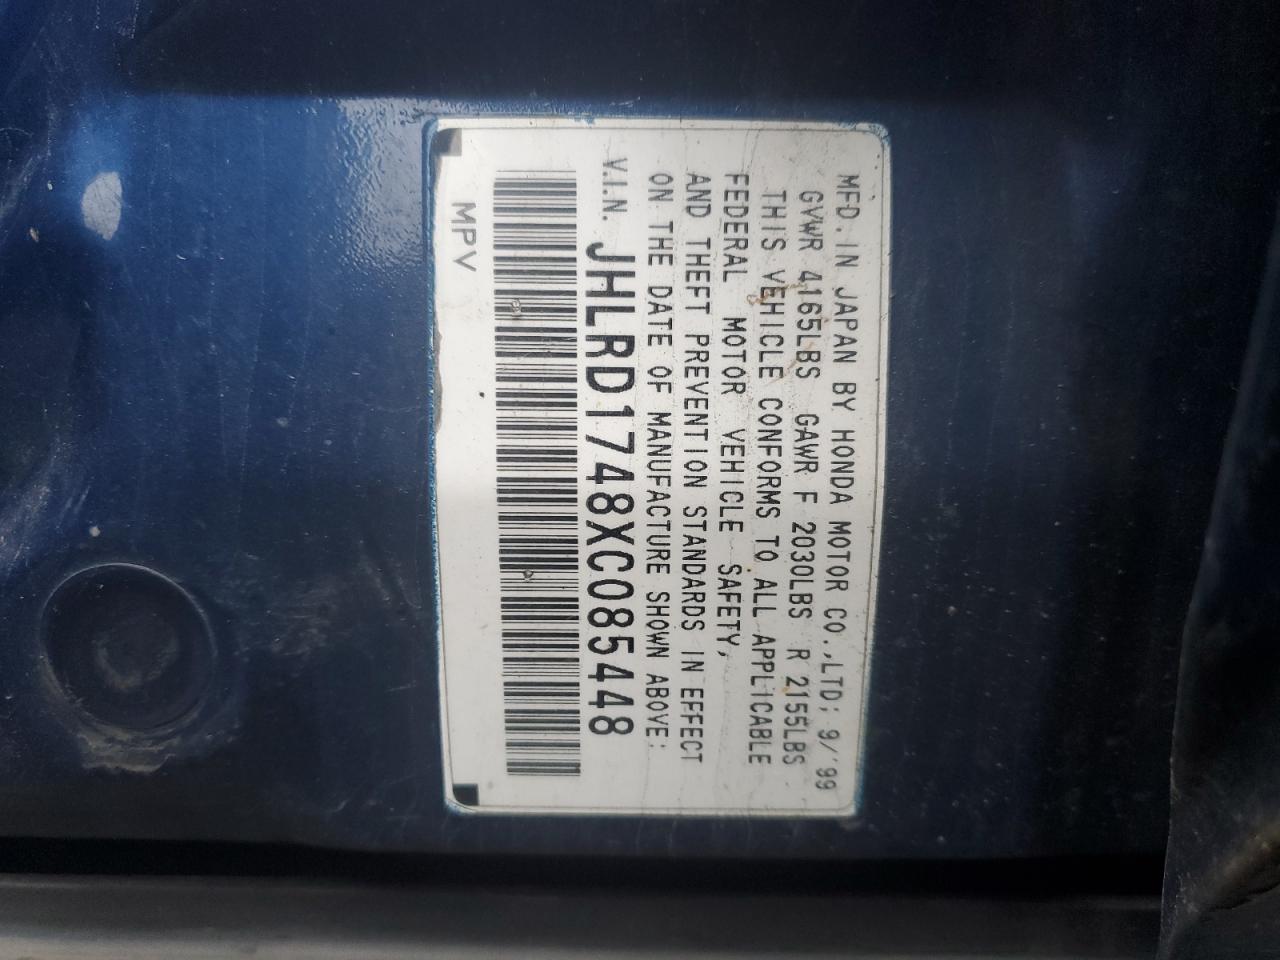 MFD. IN JAPAN BY HONDA MOTOR CO.,LTD; 9/'99
GVWR 4165LBS GAWR F 2030LBS R 2155LBS
THIS VEHICLE CONFORMS TO ALL APPLICABLE
FEDERAL MOTOR VEHICLE SAFETY,
AND THEFT PREVENTION STANDARDS IN EFFECT
ON THE DATE OF MANUFACTURE SHOWN ABOVE:
V.I.N. JHLRD1748XC085448
MPV